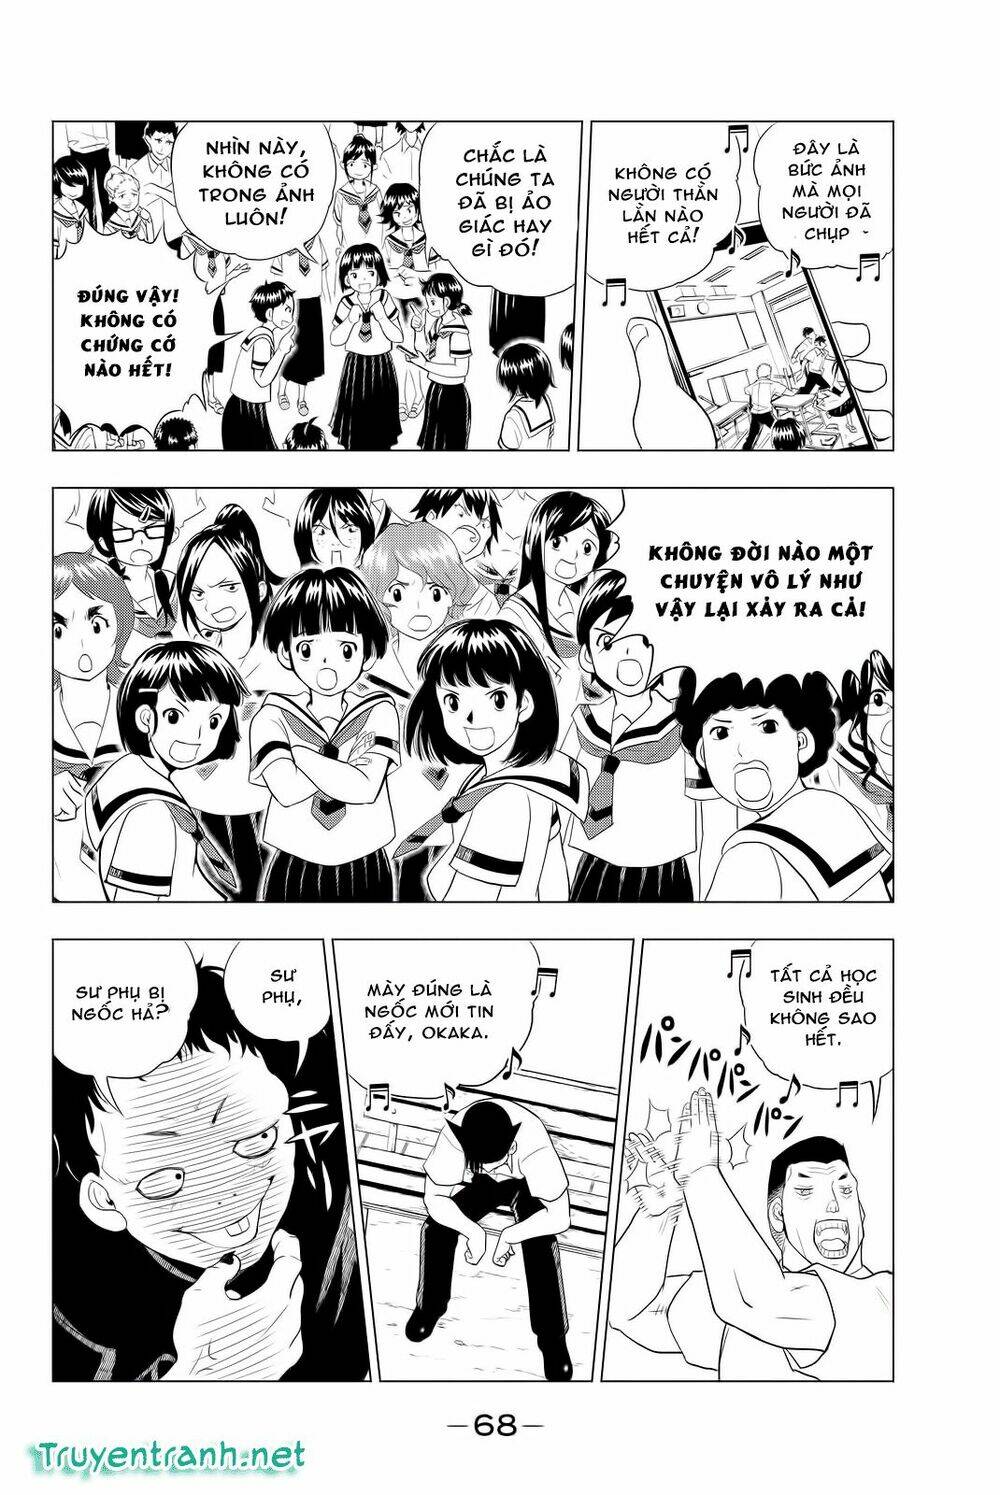 ĐÂY LÀ
BỨC ẢNH
MÀ MỌI
NGƯỜI ĐÃ
CHỤP ~
KHÔNG CÓ
NGƯỜI THẰN
LẰN NÀO
HẾT CẢ!
CHẮC LÀ
CHÚNG TA
ĐÃ BỊ ẢO
GIÁC HAY
GÌ ĐÓ!
NHÌN NÀY,
KHÔNG CÓ
TRONG ẢNH
LUÔN!
ĐÚNG VẬY!
KHÔNG CÓ
CHỨNG CỚ
NÀO HẾT!
KHÔNG ĐỜI NÀO MỘT
CHUYỆN VÔ LÝ NHƯ
VẬY LẠI XẢY RA CẢ!
TẤT CẢ HỌC
SINH ĐỀU
KHÔNG SAO
HẾT.
パンパンパン
MÀY ĐÚNG LÀ
NGỐC MỚI TIN
ĐẤY, OKAKA.
SƯ
PHỤ,
SƯ PHỤ BỊ
NGỐC HẢ?
ニヤ
—68—
Truyentranh.net